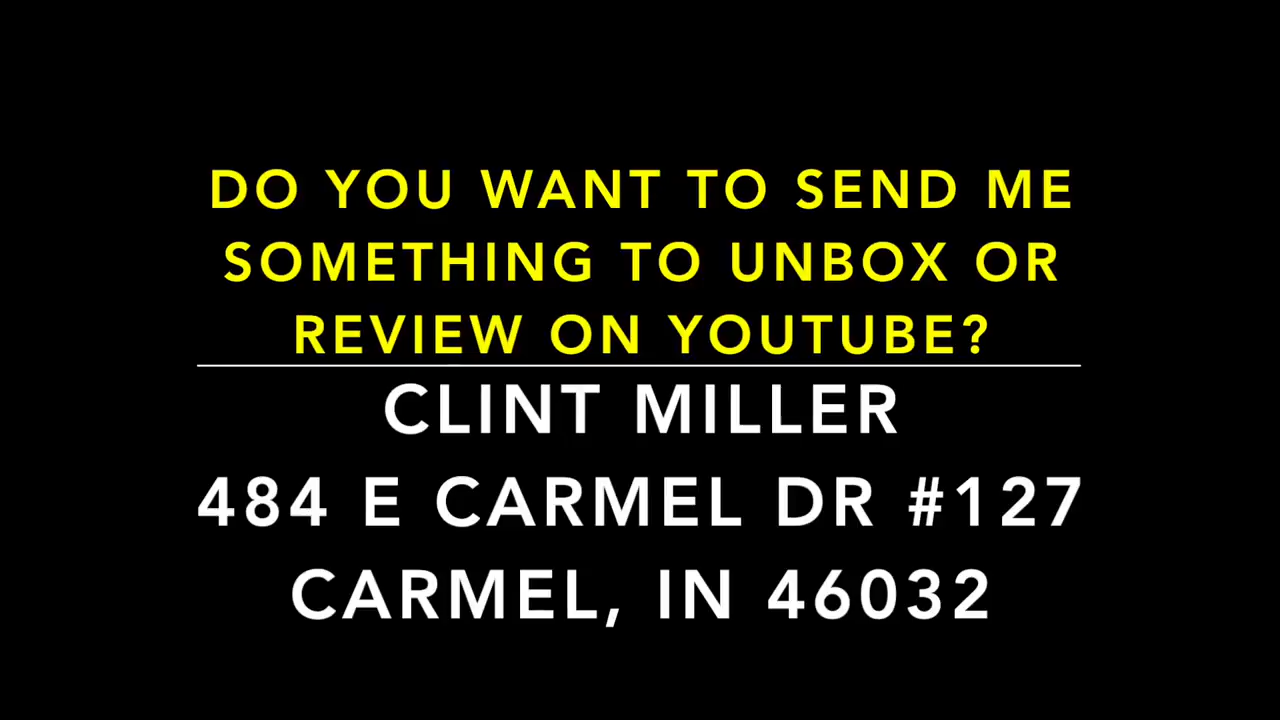 DO YOU WANT TO SEND ME
SOMETHING TO UNBOX OR
REVIEW ON YOUTUBE?
CLINT MILLER
484 E CARMEL DR #127
CARMEL, IN 46032